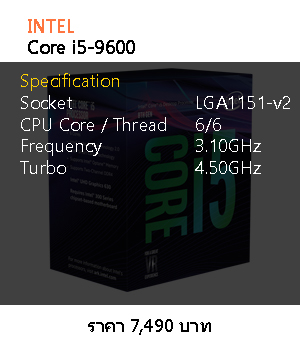 INTEL
Core i5-9600
Specification
Socket LGA1151-v2
CPU Core / Thread 6/6
Frequency 3.10GHz
Turbo 4.50GHz
CORE i5
ราคา 7,490 บาท